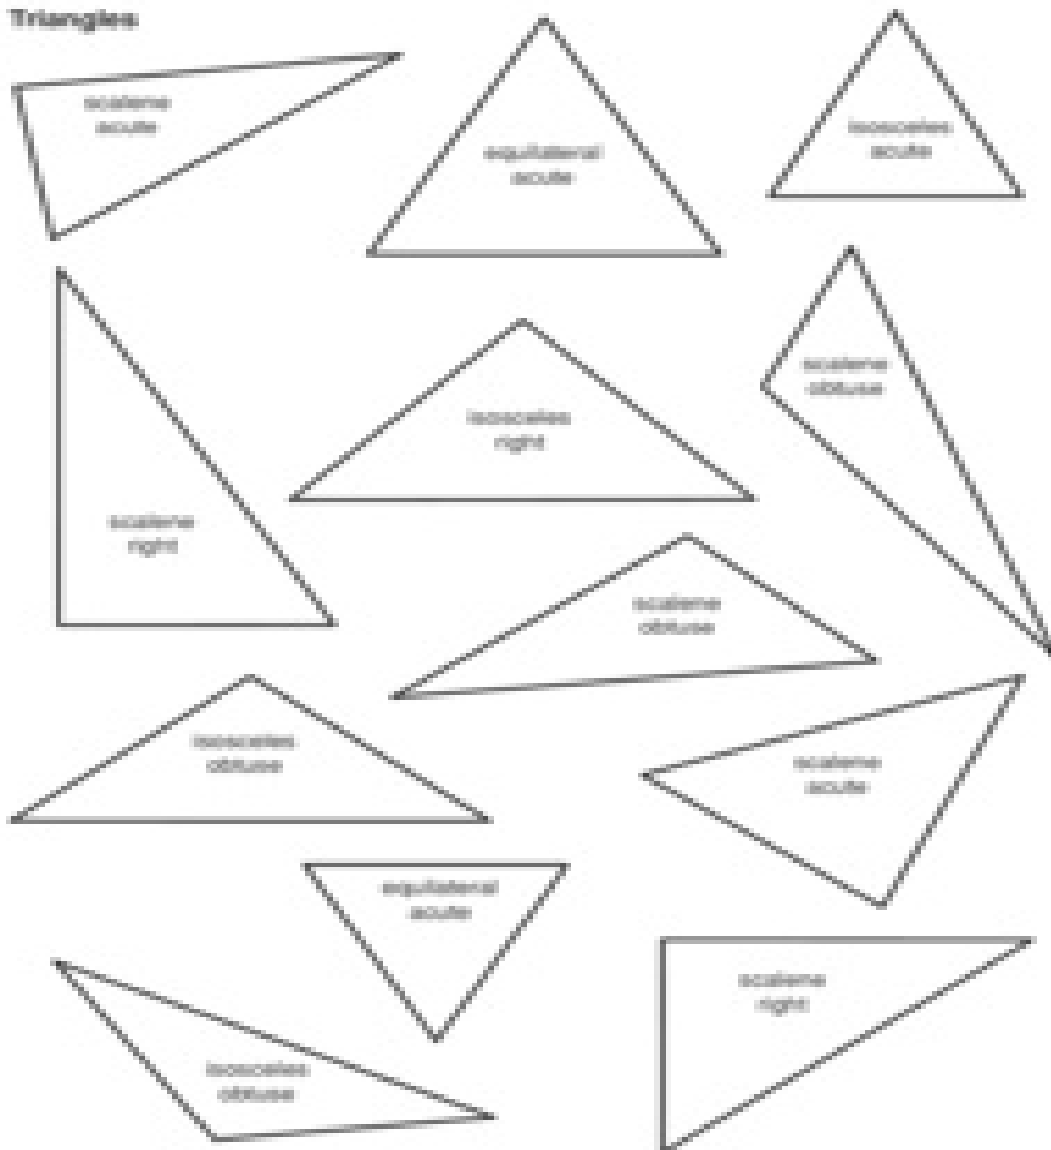 Triangles
scalene
acute
equilateral
acute
isosceles
acute
scalene
right
isosceles
right
scalene
obtuse
scalene
obtuse
isosceles
obtuse
scalene
acute
equilateral
acute
isosceles
obtuse
scalene
right